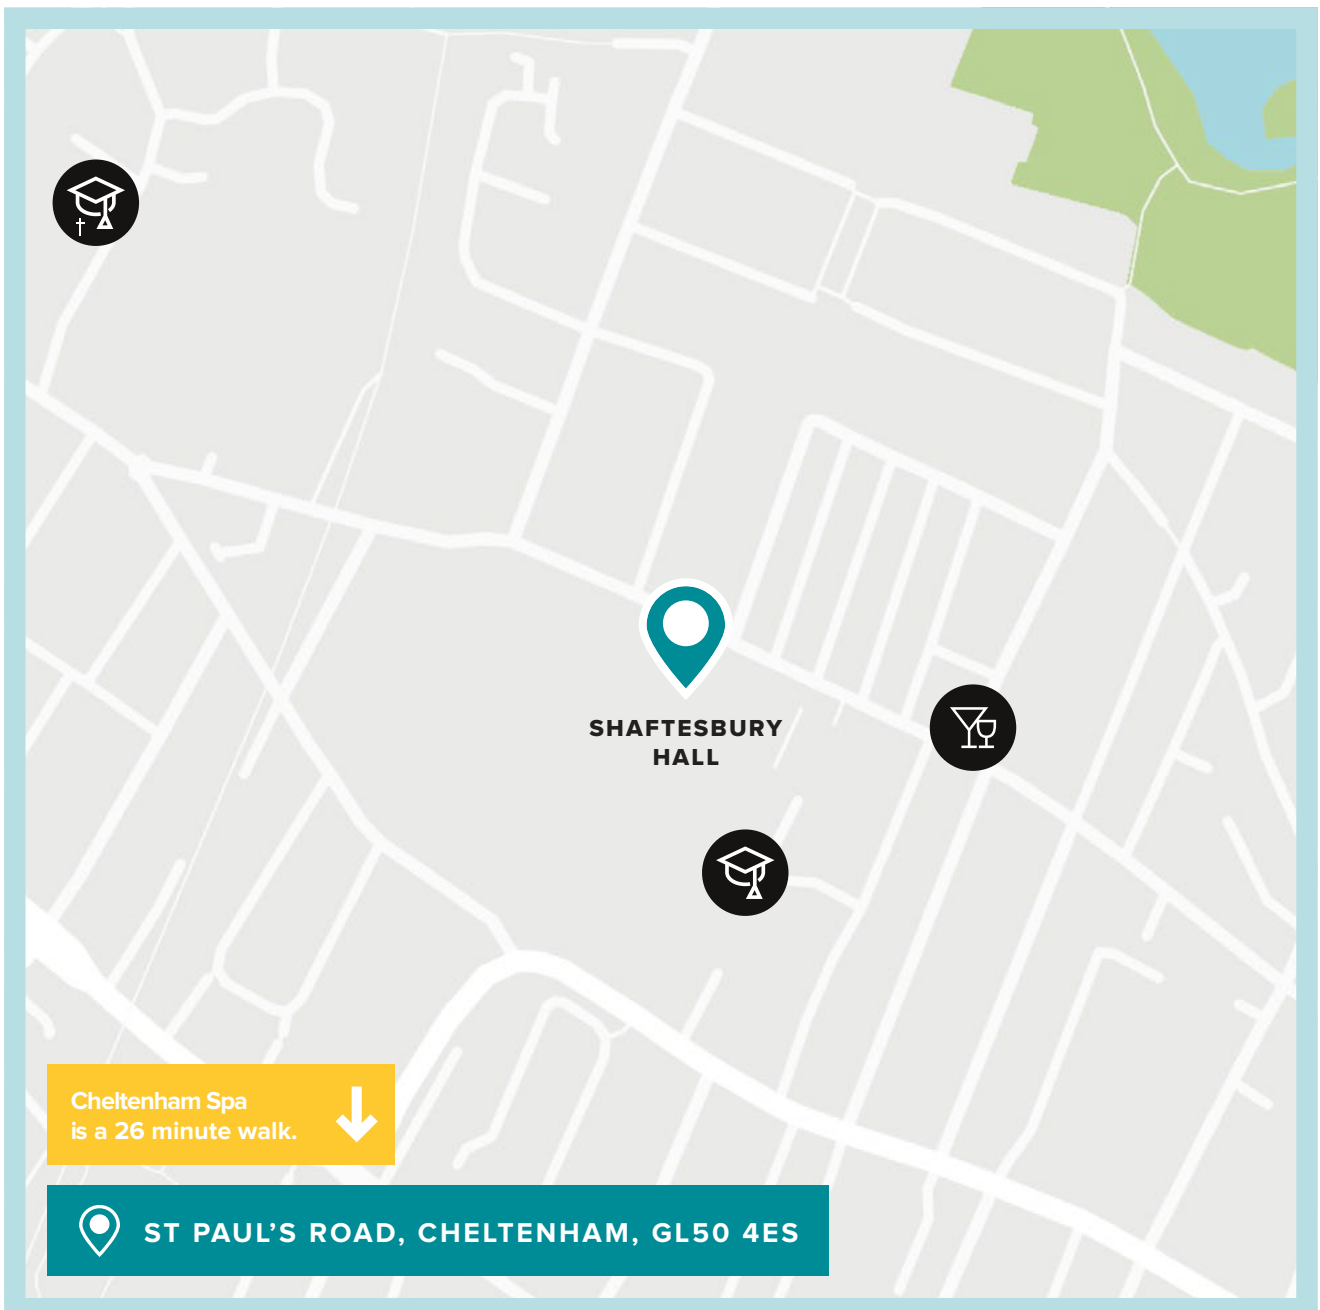 SHAFTESBURY
HALL
Cheltenham Spa
is a 26 minute walk.
ST PAUL’S ROAD, CHELTENHAM, GL50 4ES